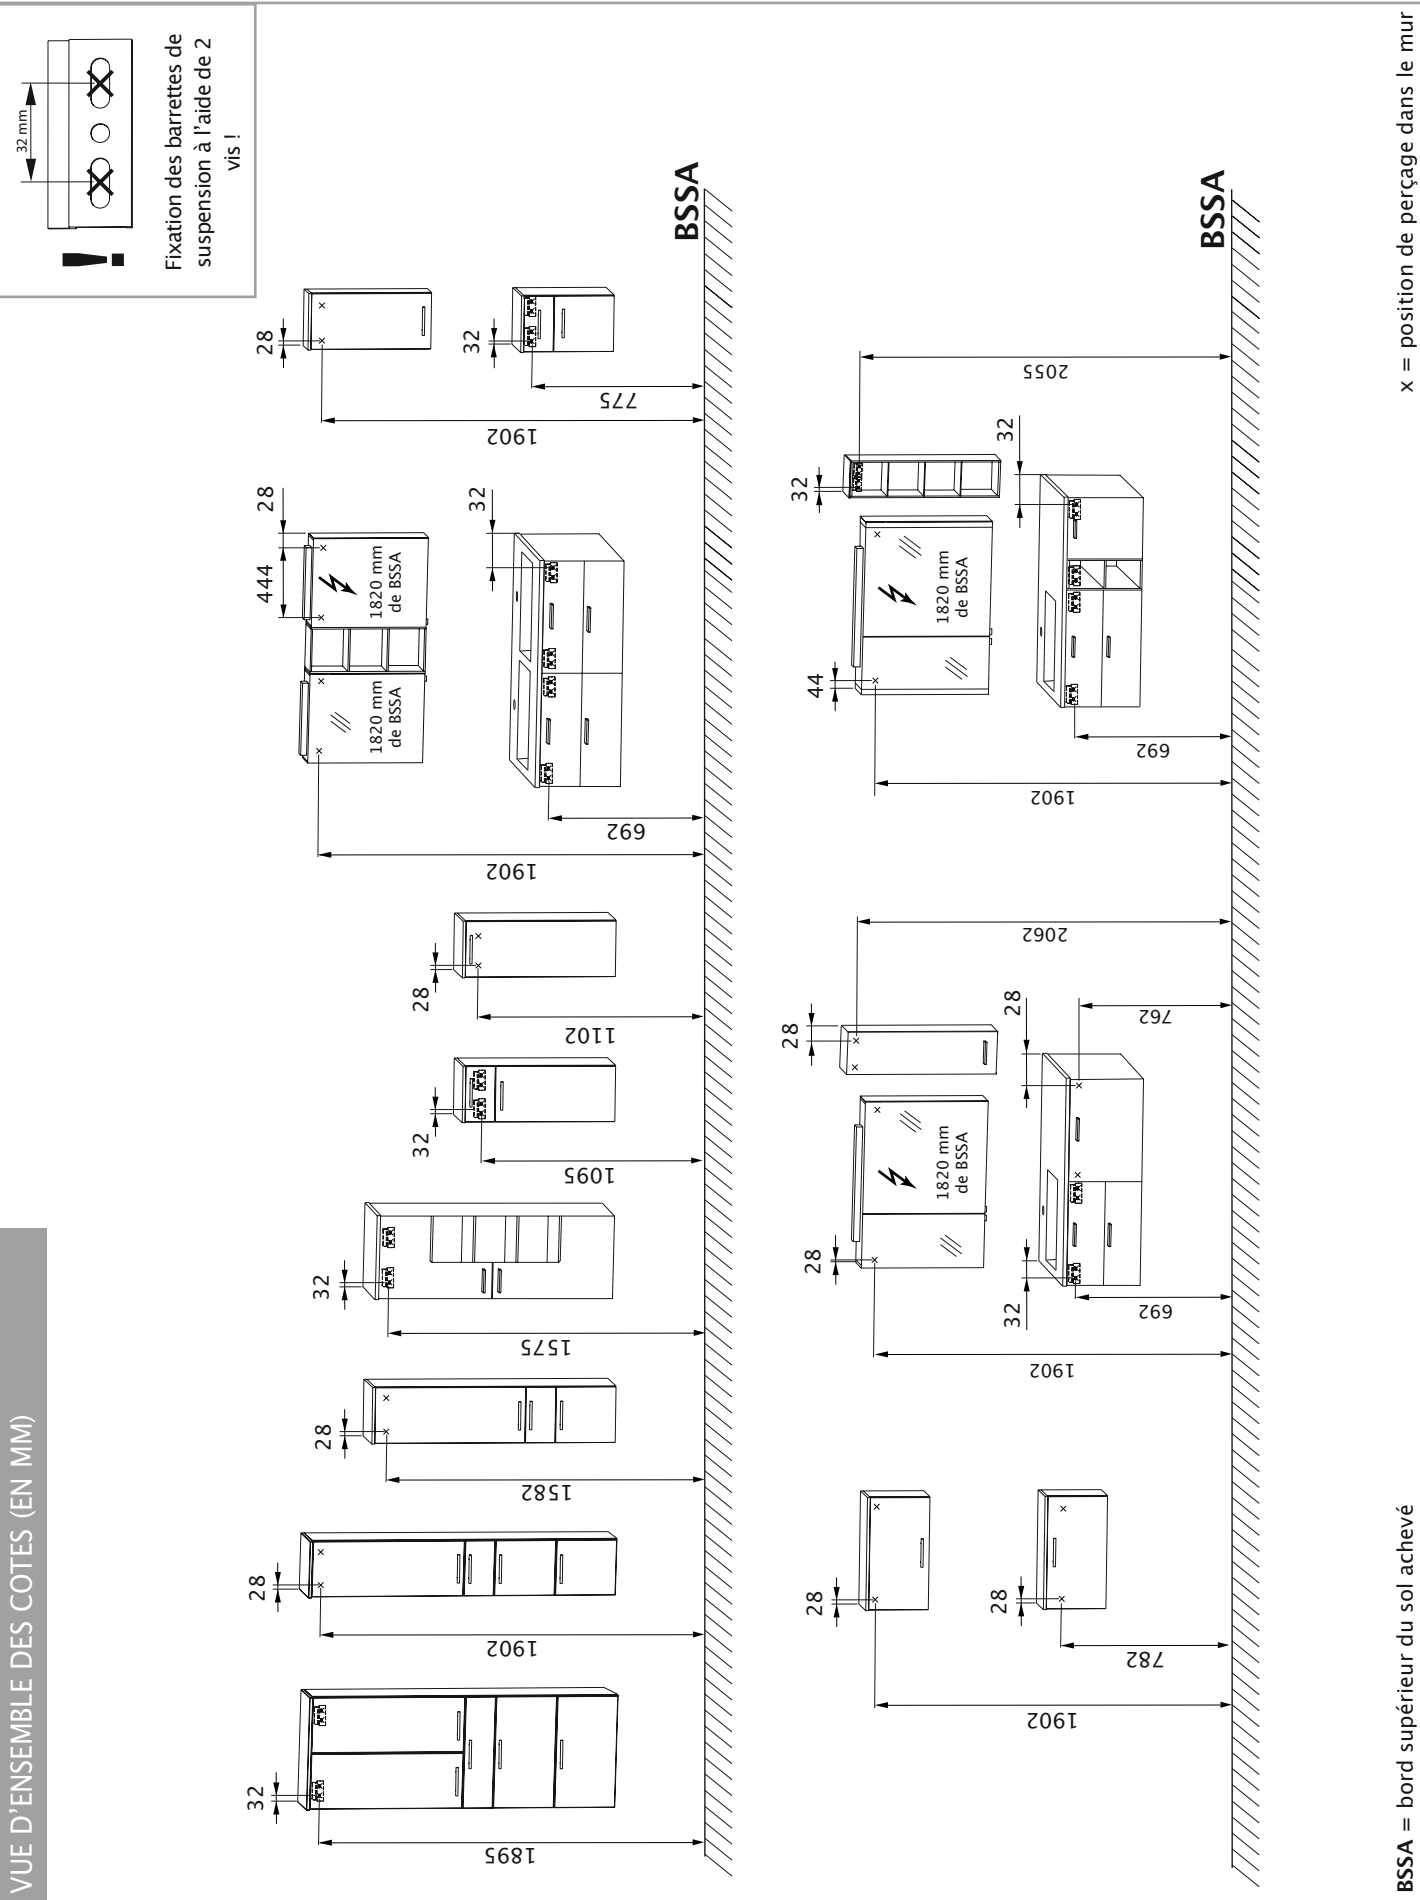 VUE D'ENSEMBLE DES COTES (EN MM)
32 mm
Fixation des barrettes de
suspension à l'aide de 2
vis !
32
1895
28
1902
28
1582
32
1575
32
1095
28
1102
1902
692
444
28
32
1820 mm
de BSSA
1820 mm
de BSSA
28
1902
32
775
BSSA
28
1902
28
782
28
1902
32
692
1820 mm
de BSSA
28
2062
28
762
44
1902
692
1820 mm
de BSSA
32
2055
32
BSSA
BSSA = bord supérieur du sol achevé
x = position de perçage dans le mur